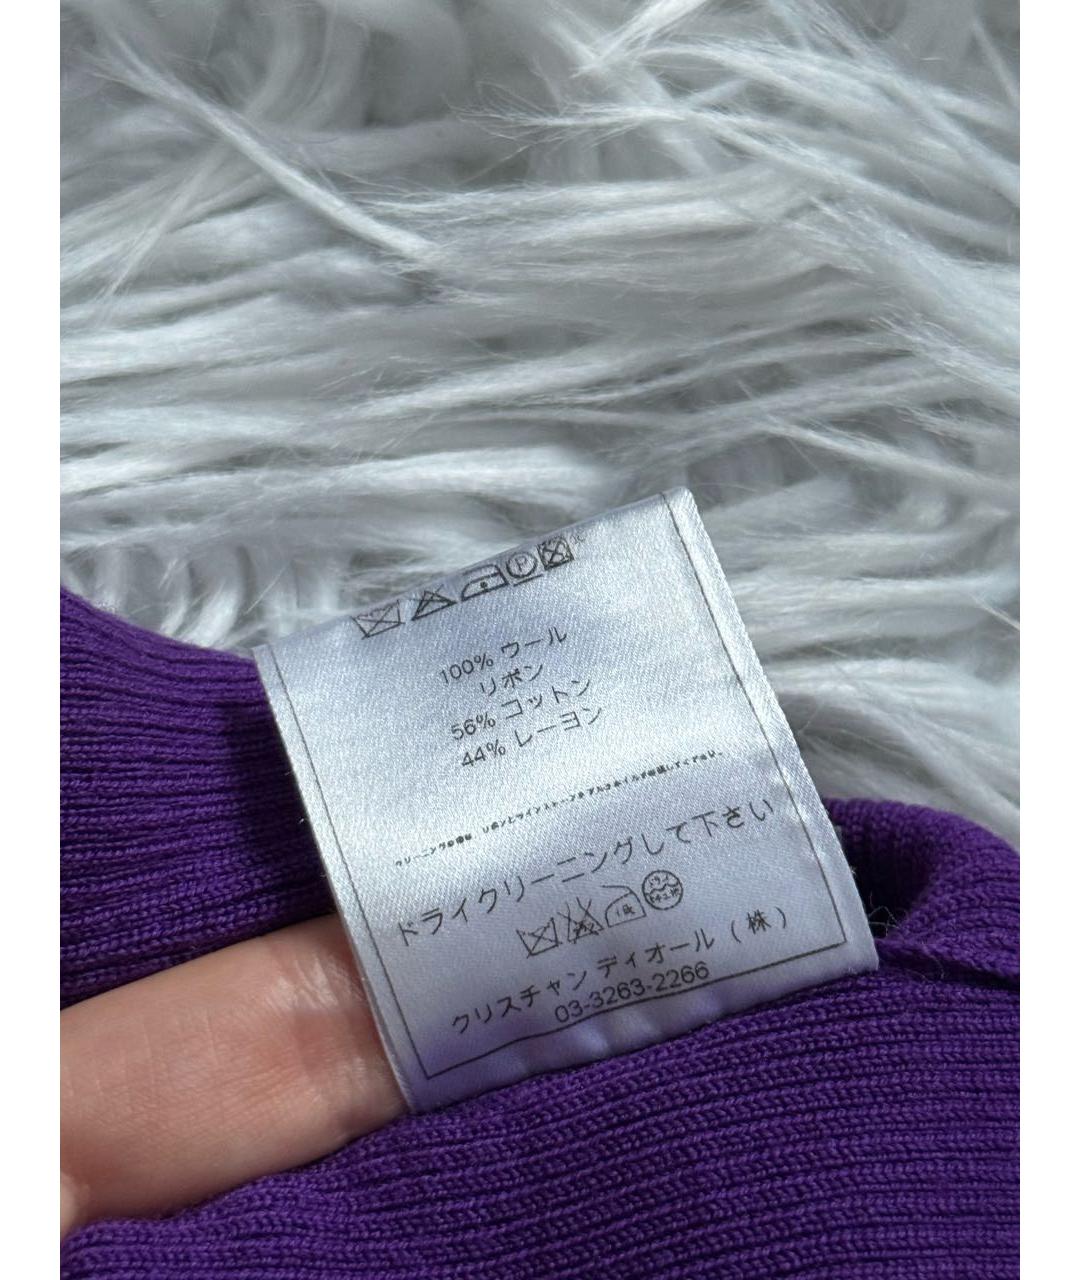 P
100% ウール
リボン
56% コットン
44% レーヨン
ドライクリーニングして下さい
クリスチャン ディオール (株)
03-3263-2266